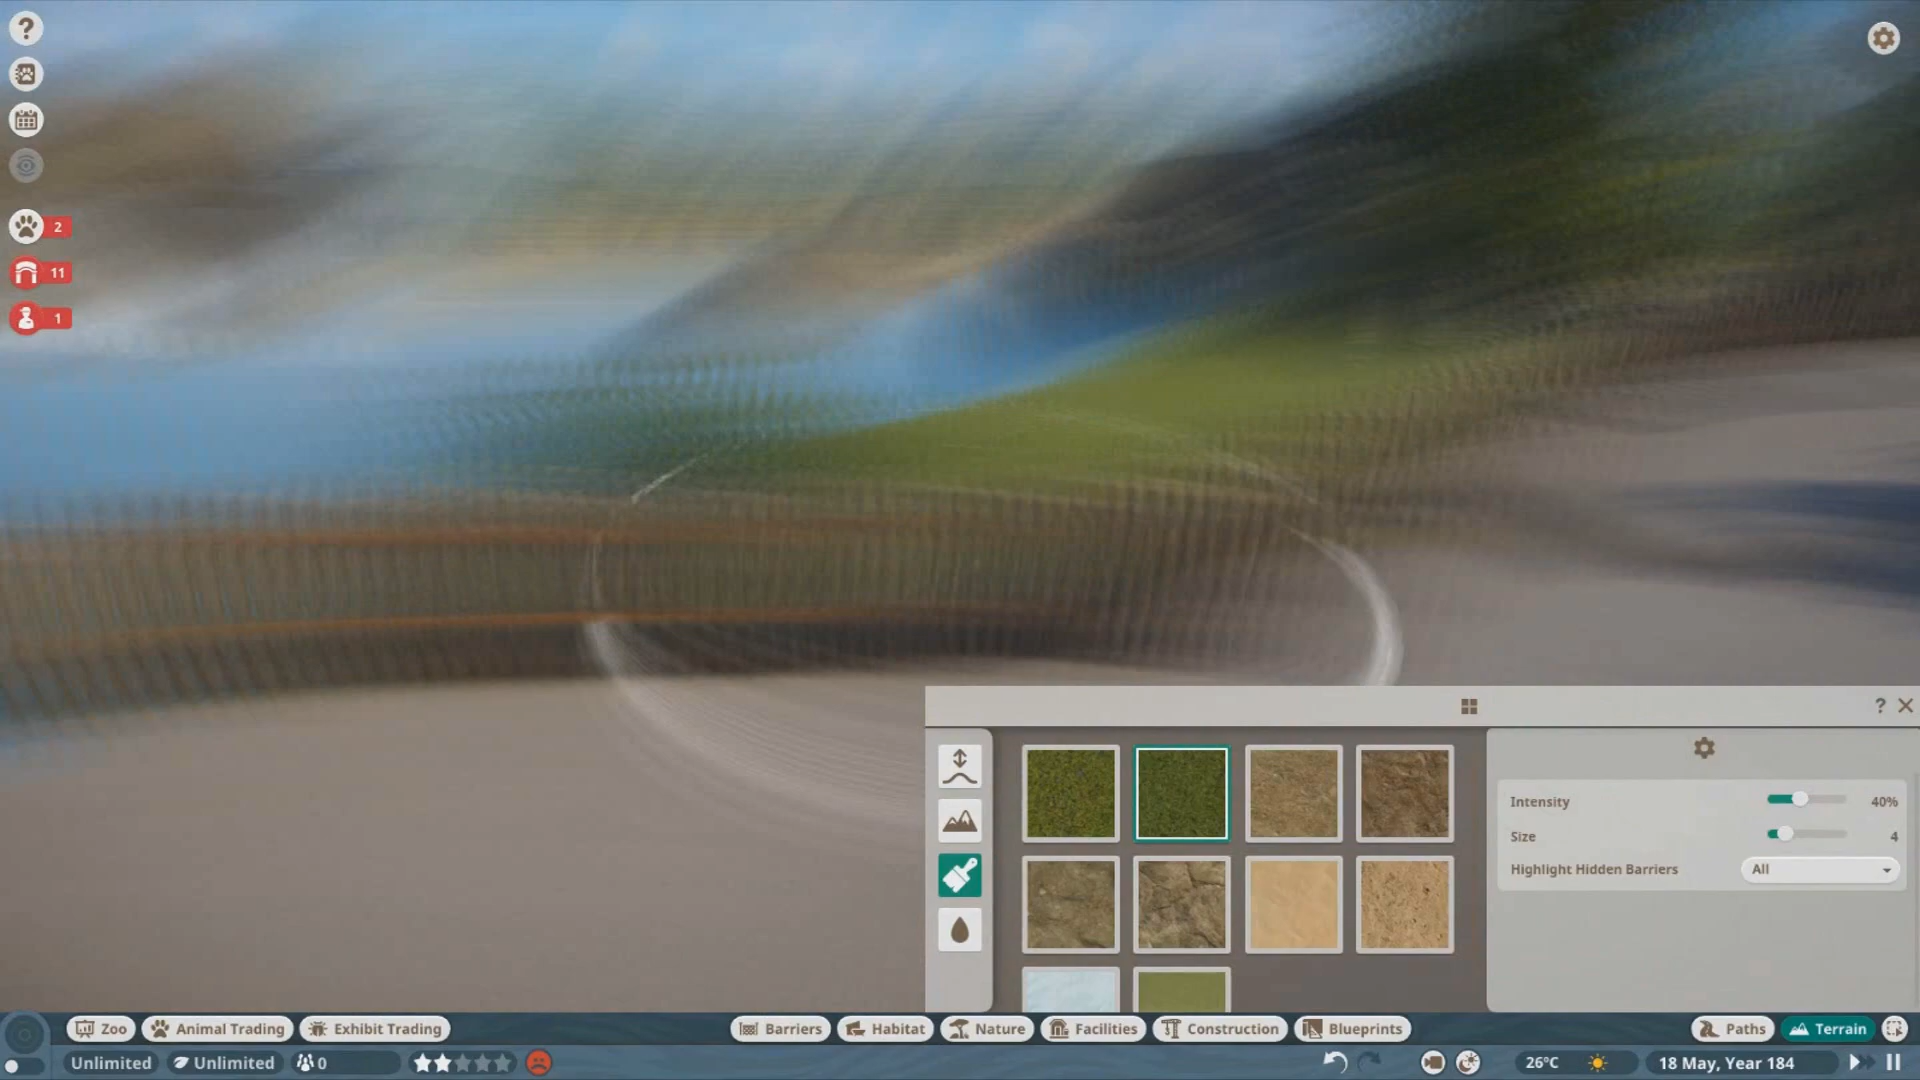 ?
2
11
1
?
Intensity 40%
Size 4
Highlight Hidden Barriers All
Zoo Animal Trading Exhibit Trading Barriers Habitat Nature Facilities Construction Blueprints Paths Terrain
Unlimited Unlimited 0 26°C 18 May, Year 184